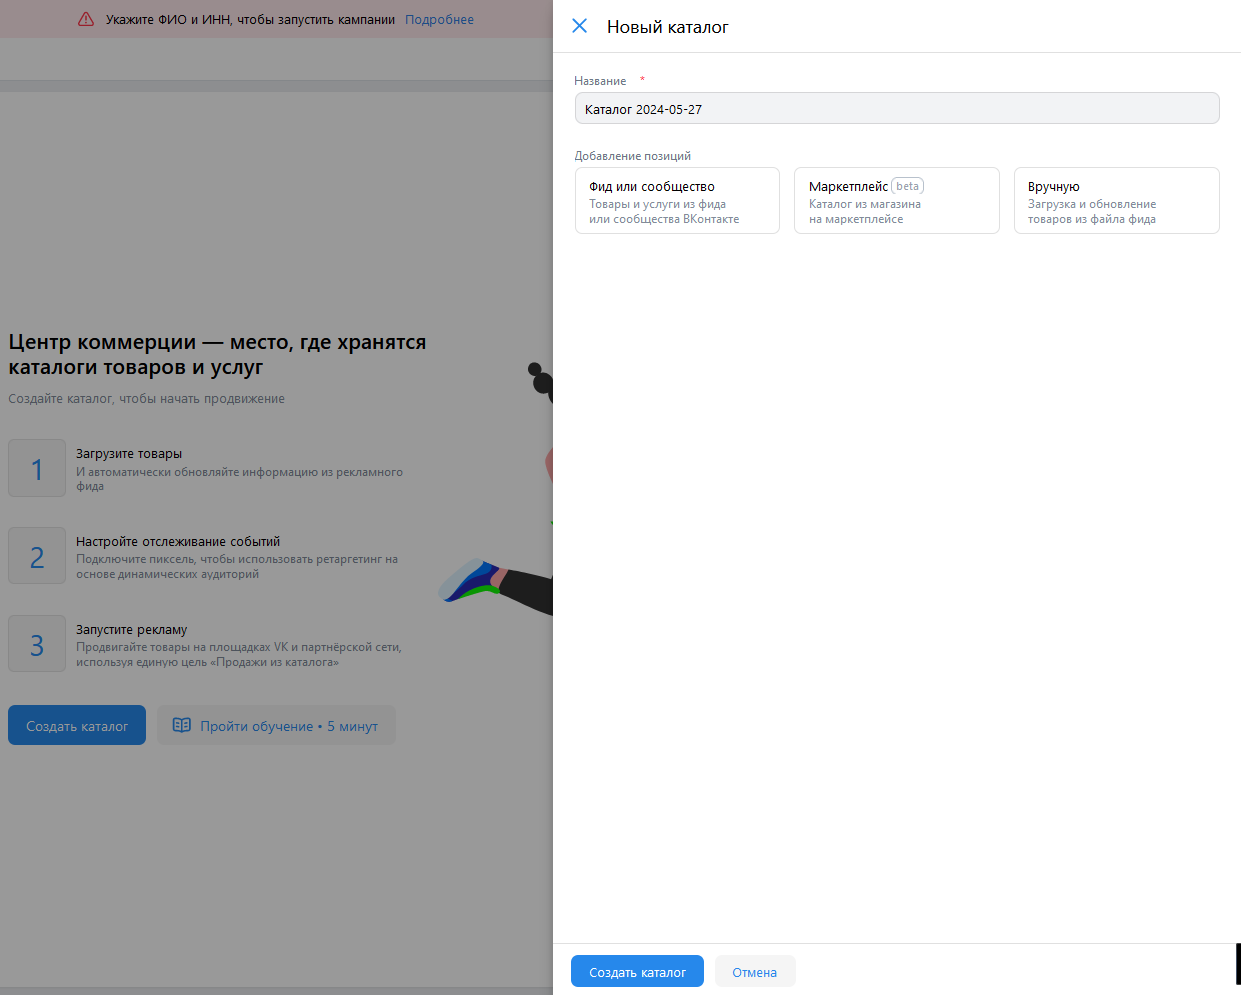 Укажите ФИО и ИНН, чтобы запустить кампании Подробнее
Центр коммерции — место, где хранятся
каталоги товаров и услуг
Создайте каталог, чтобы начать продвижение
1
Загрузите товары
И автоматически обновляйте информацию из рекламного
фида
2
Настройте отслеживание событий
Подключите пиксель, чтобы использовать ретаргетинг на
основе динамических аудиторий
3
Запустите рекламу
Продвигайте товары на площадках VK и партнёрской сети,
используя единую цель «Продажи из каталога»
Создать каталог
Пройти обучение • 5 минут
Новый каталог
Название *
Каталог 2024-05-27
Добавление позиций
Фид или сообщество
Товары и услуги из фида
или сообщества ВКонтакте
Маркетплейс beta
Каталог из магазина
на маркетплейсе
Вручную
Загрузка и обновление
товаров из файла фида
Создать каталог
Отмена